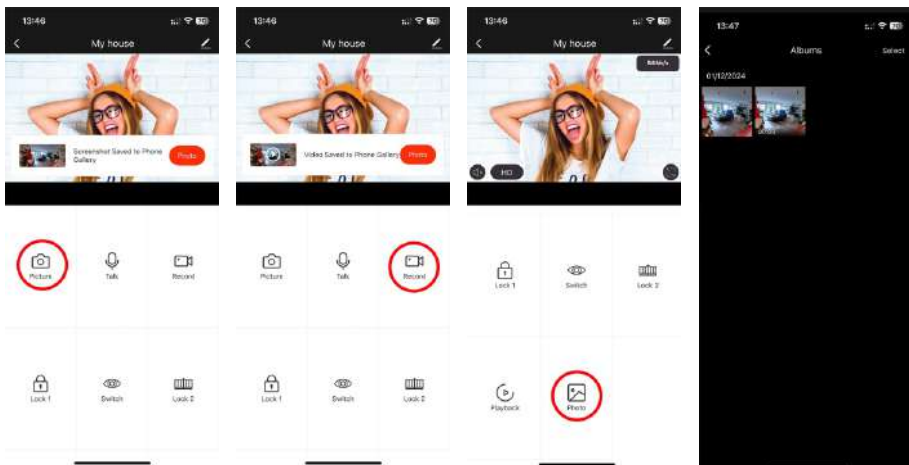 13:46
My house
Screenshot Saved to Phone
Gallery
Photo
Picture
Talk
Record
Lock 1
Switch
Lock 2
13:46
My house
Video Saved to Phone Gallery
Photo
Picture
Talk
Record
Lock 1
Switch
Lock 2
13:46
My house
HD
Lock 1
Switch
Lock 2
Playback
Photo
13:47
Albums
Select
01/12/2024